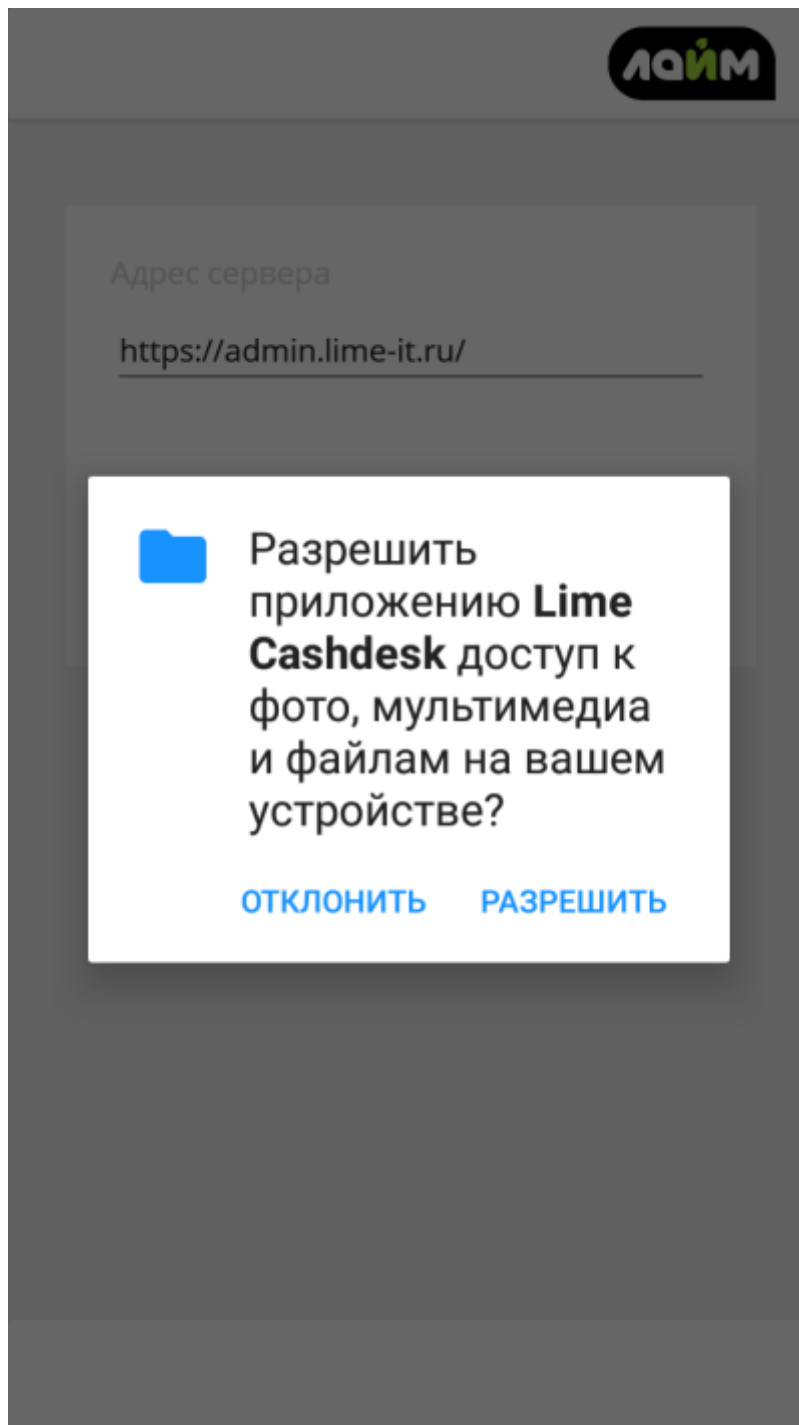 лайм
Адрес сервера
https://admin.lime-it.ru/
Разрешить
приложению Lime
Cashdesk доступ к
фото, мультимедиа
и файлам на вашем
устройстве?
ОТКЛОНИТЬ РАЗРЕШИТЬ